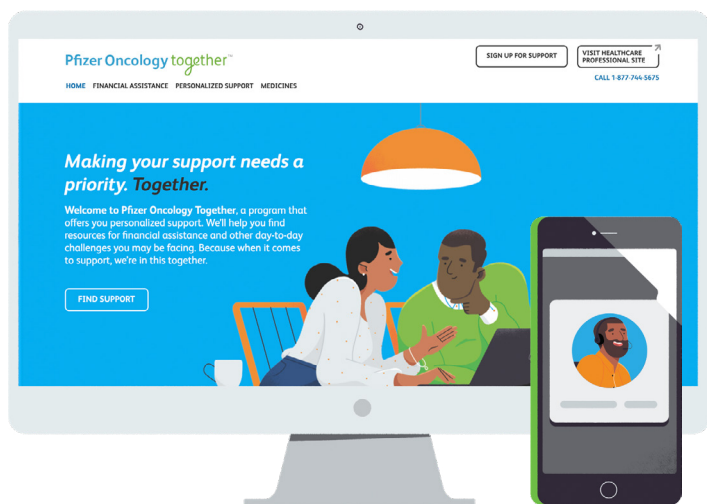 Pfizer Oncology together™
SIGN UP FOR SUPPORT
VISIT HEALTHCARE
PROFESSIONAL SITE
CALL 1-877-744-5675
HOME FINANCIAL ASSISTANCE PERSONALIZED SUPPORT MEDICINES
Making your support needs a
priority. Together.
Welcome to Pfizer Oncology Together, a program that
offers you personalized support. We'll help you find
resources for financial assistance and other day-to-day
challenges you may be facing. Because when it comes
to support, we're in this together.
FIND SUPPORT